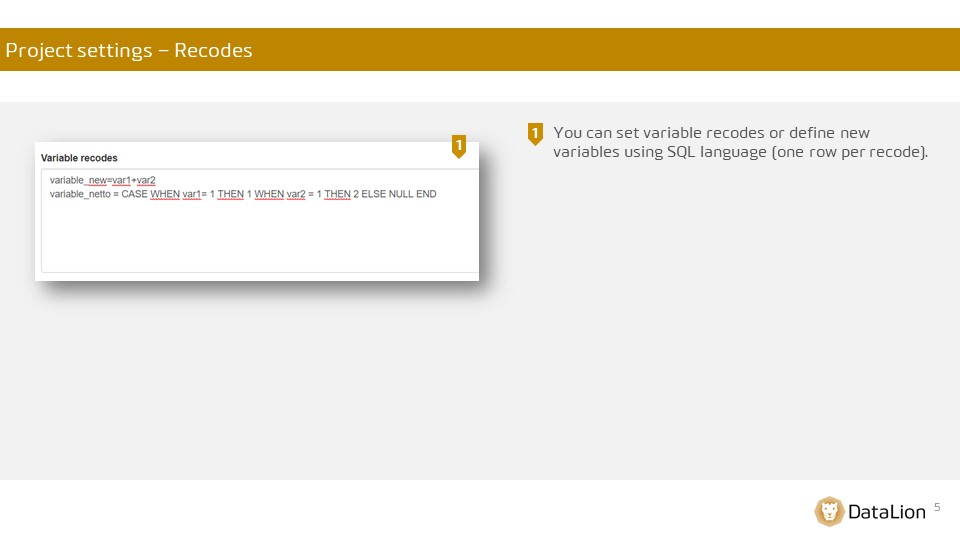 Project settings – Recodes
1
Variable recodes
variable_new=var1+var2
variable_netto = CASE WHEN var1= 1 THEN 1 WHEN var2 = 1 THEN 2 ELSE NULL END
1 You can set variable recodes or define new
variables using SQL language (one row per recode).
DataLion 5